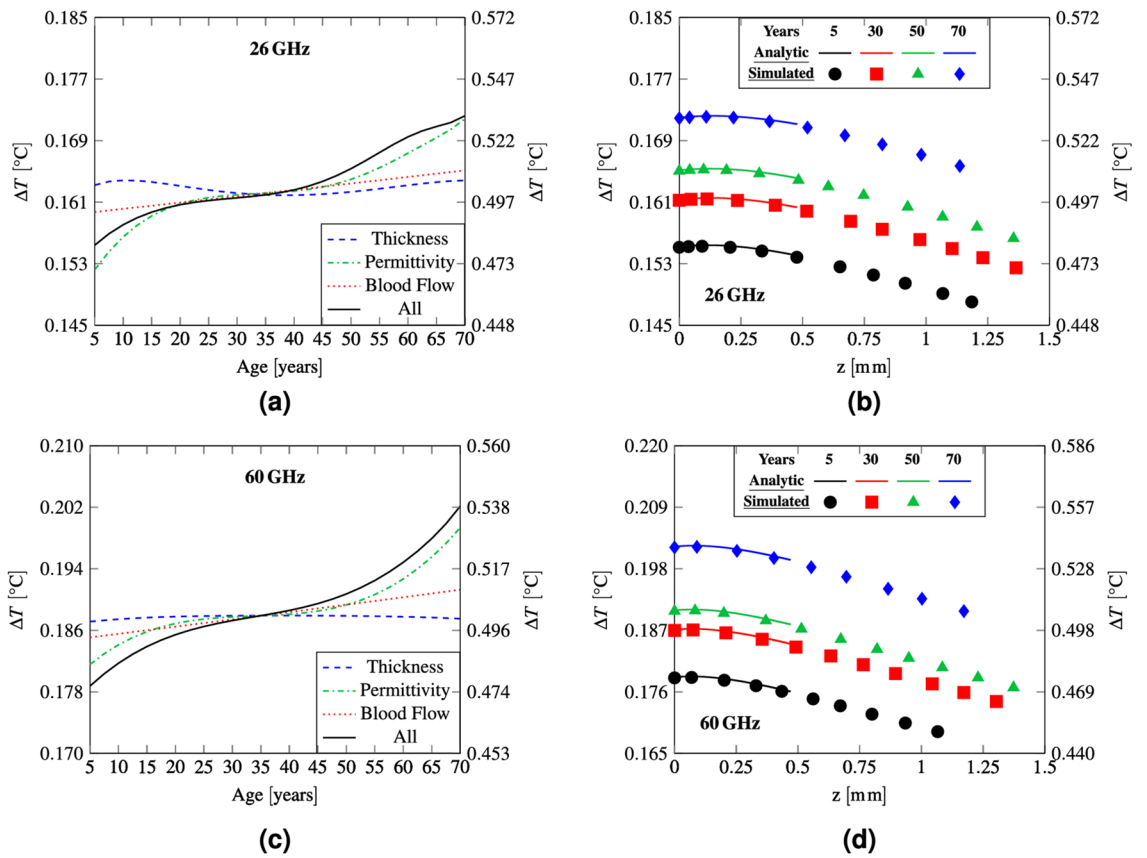 0.185
0.177
0.169
0.161
0.153
0.145
ΔT [°C]
26 GHz
Thickness
Permittivity
Blood Flow
All
5 10 15 20 25 30 35 40 45 50 55 60 65 70
Age [years]
0.572
0.547
0.522
0.497
0.473
0.448
ΔT [°C]
(a)
0.185
0.177
0.169
0.161
0.153
0.145
ΔT [°C]
Years 5 30 50 70
Analytic
Simulated
26 GHz
0 0.25 0.5 0.75 1 1.25 1.5
z [mm]
0.572
0.547
0.522
0.497
0.473
0.448
ΔT [°C]
(b)
0.210
0.202
0.194
0.186
0.178
0.170
ΔT [°C]
60 GHz
Thickness
Permittivity
Blood Flow
All
5 10 15 20 25 30 35 40 45 50 55 60 65 70
Age [years]
0.560
0.538
0.517
0.496
0.474
0.453
ΔT [°C]
(c)
0.220
0.209
0.198
0.187
0.176
0.165
ΔT [°C]
Years 5 30 50 70
Analytic
Simulated
60 GHz
0 0.25 0.5 0.75 1 1.25 1.5
z [mm]
0.586
0.557
0.528
0.498
0.469
0.440
ΔT [°C]
(d)